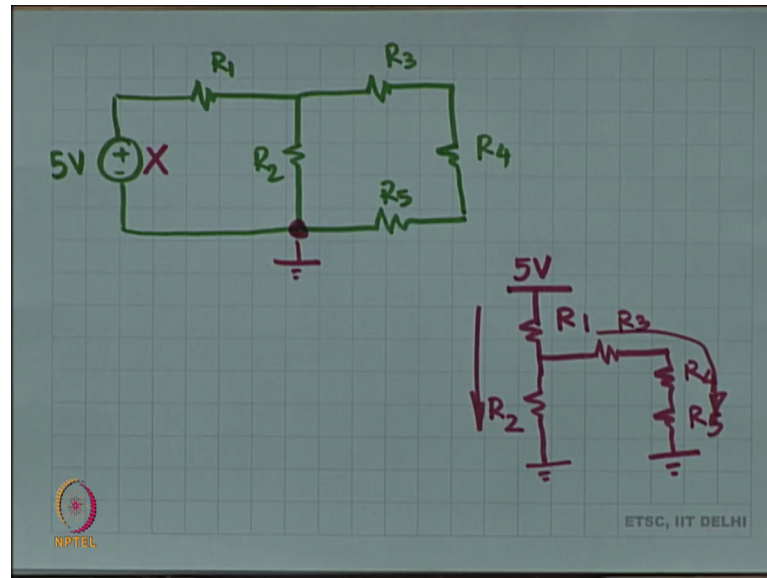 R1
R3
5V
+
-
X
R2
R4
R5
5V
R1
R3
R2
R4
R5
NPTEL
ETSC, IIT DELHI